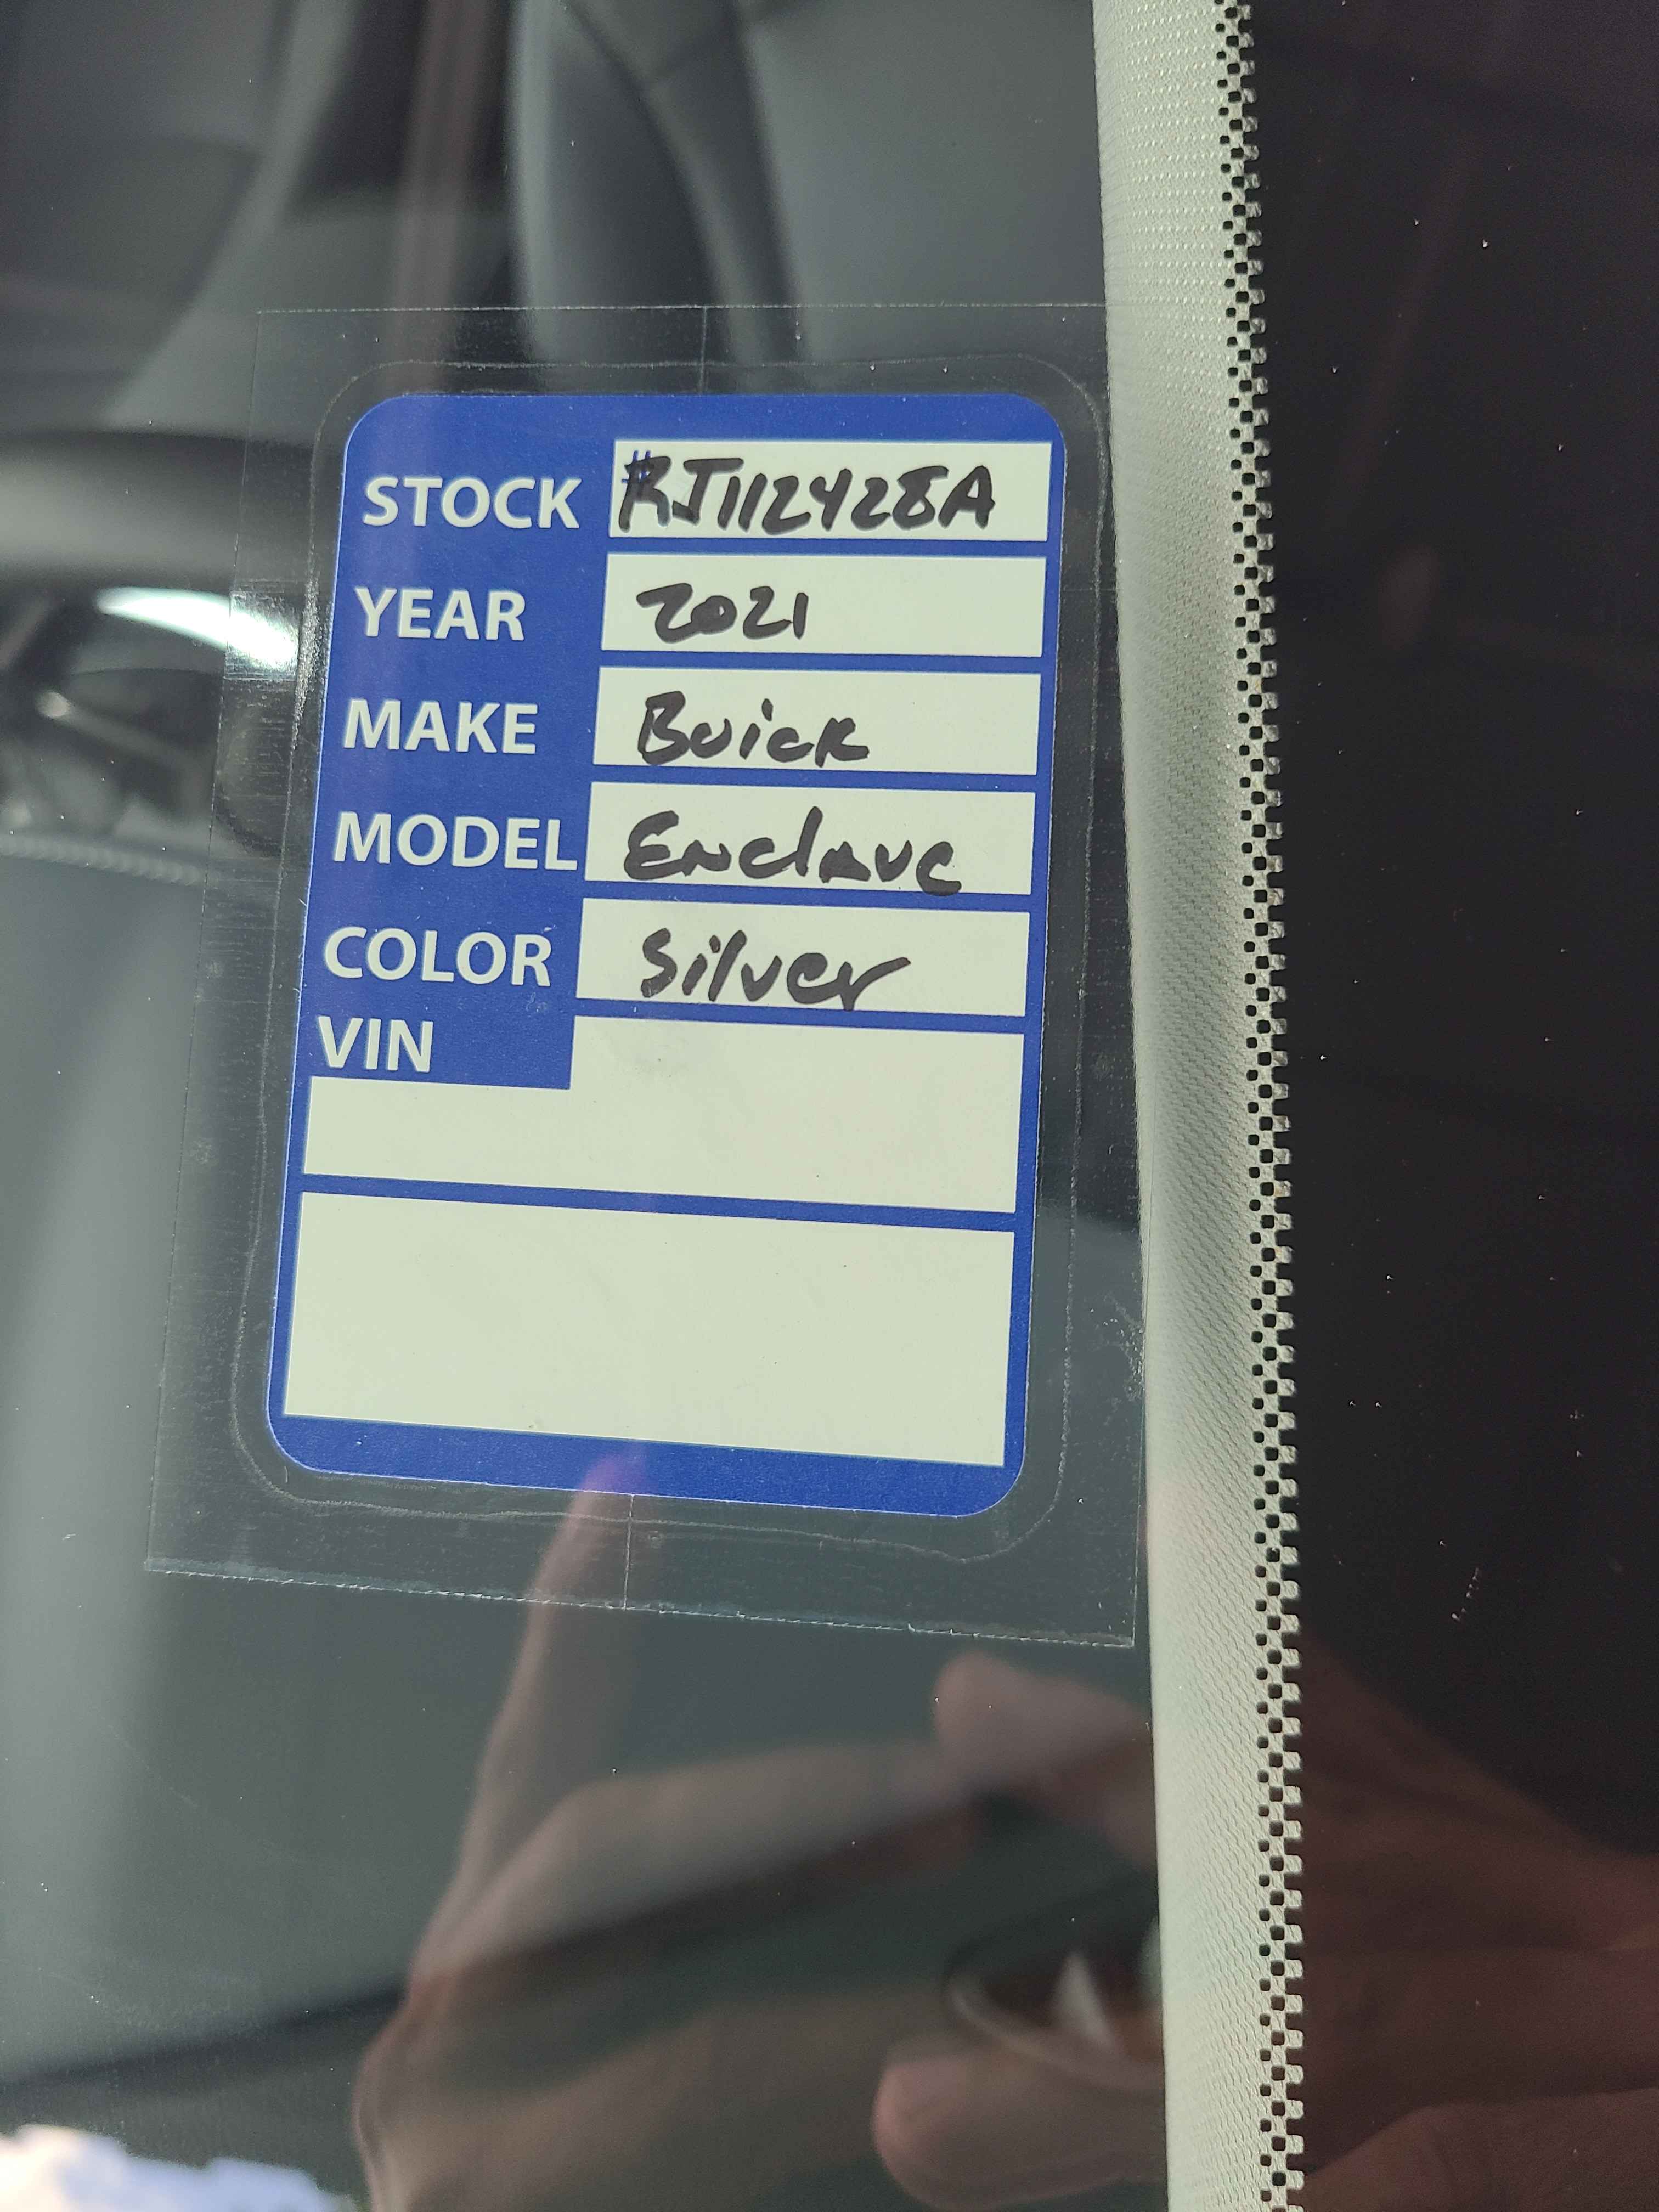 STOCK #RJ112428A
YEAR 2021
MAKE Buick
MODEL Enclave
COLOR Silver
VIN